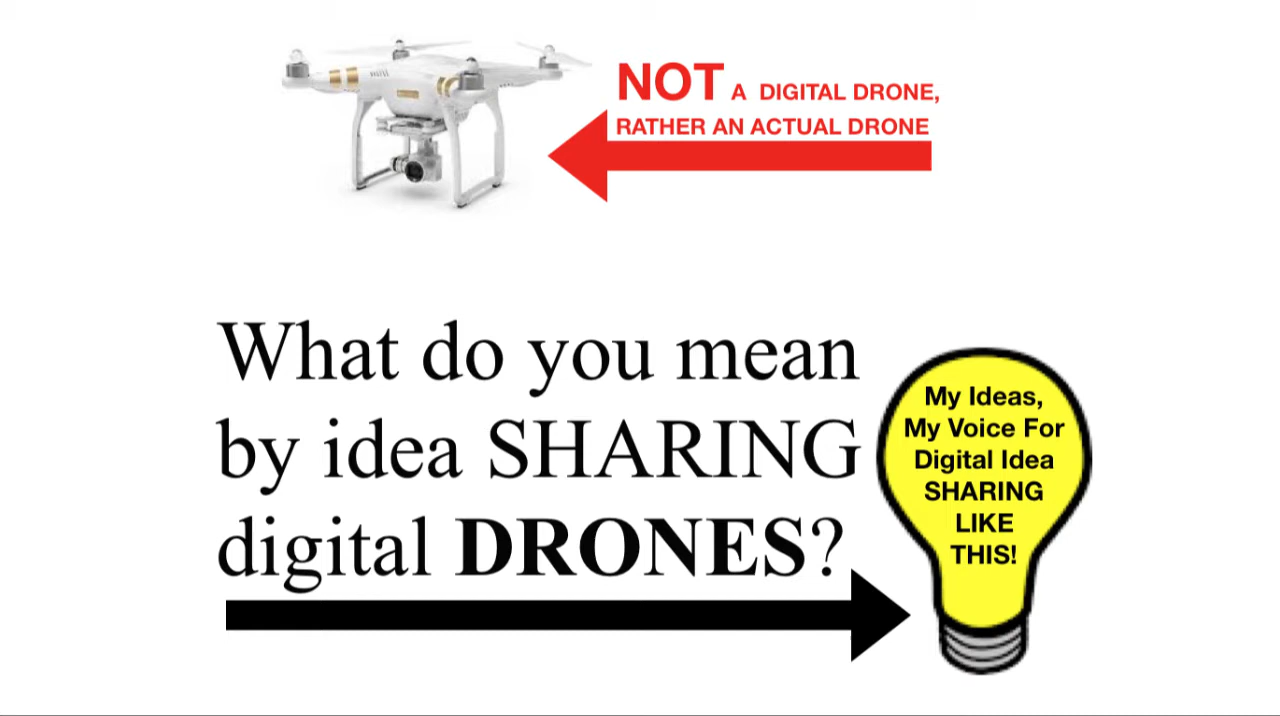 NOT A DIGITAL DRONE,
RATHER AN ACTUAL DRONE
What do you mean
by idea SHARING
digital DRONES?
My Ideas,
My Voice For
Digital Idea
SHARING
LIKE
THIS!